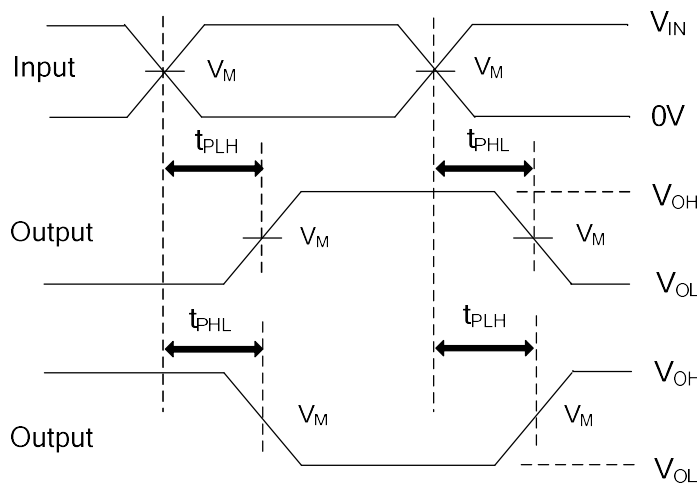 V_IN
Input
V_M
V_M
0V
t_PLH
t_PHL
V_OH
Output
V_M
V_M
V_OL
t_PHL
t_PLH
V_OH
V_M
V_M
Output
V_OL